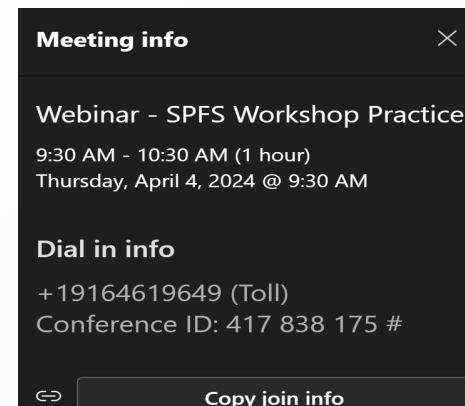 Meeting info
Webinar - SPFS Workshop Practice
9:30 AM - 10:30 AM (1 hour)
Thursday, April 4, 2024 @ 9:30 AM
Dial in info
+19164619649 (Toll)
Conference ID: 417 838 175 #
Copy join info